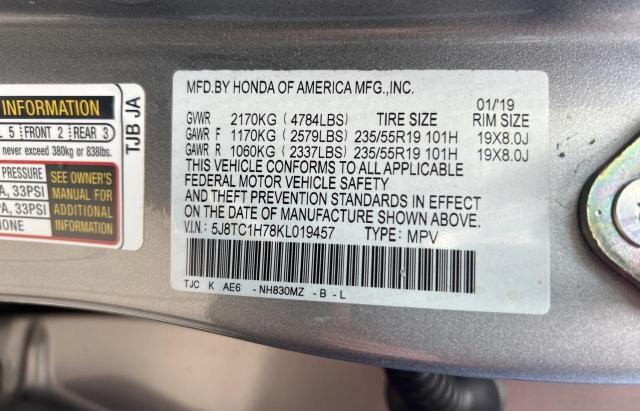 INFORMATION
L 5 FRONT 2 REAR 3
never exceed 380kg or 838lbs.
PRESSURE
A, 33PSI
PA, 33PSI
ONE
SEE OWNER'S
MANUAL FOR
ADDITIONAL
INFORMATION
TJB JA
MFD.BY HONDA OF AMERICA MFG.,INC.
01/'19
GVWR 2170KG ( 4784LBS) TIRE SIZE RIM SIZE
GAWR F 1170KG ( 2579LBS) 235/55R19 101H 19X8.0J
GAWR R 1060KG ( 2337LBS) 235/55R19 101H 19X8.0J
THIS VEHICLE CONFORMS TO ALL APPLICABLE
FEDERAL MOTOR VEHICLE SAFETY
AND THEFT PREVENTION STANDARDS IN EFFECT
ON THE DATE OF MANUFACTURE SHOWN ABOVE.
V.I.N.: 5J8TC1H78KL019457 TYPE: MPV
TJC K AE6 - NH830MZ - B - L